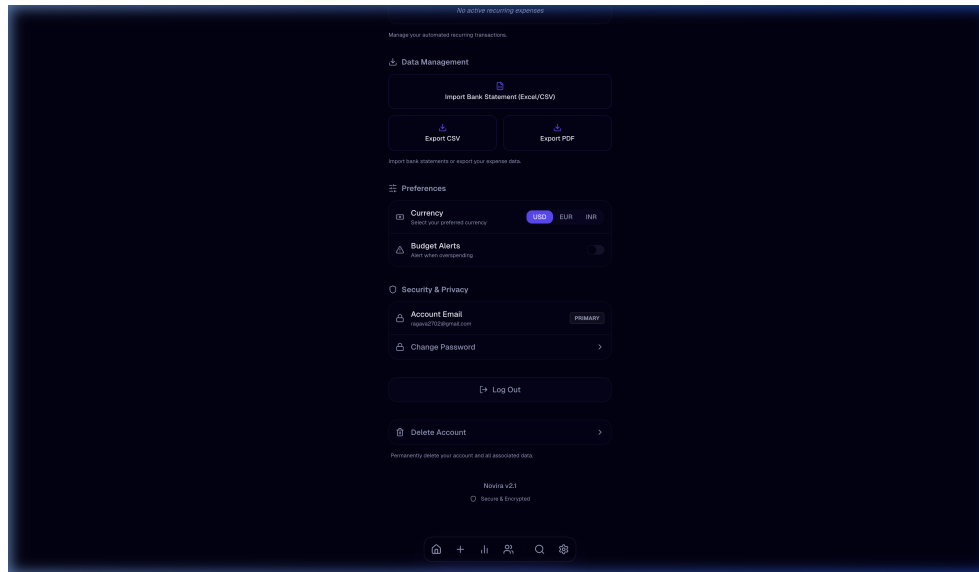 No active recurring expenses
Manage your automated recurring transactions.
Data Management
Import Bank Statement (Excel/CSV)
Export CSV
Export PDF
Import bank statements or export your expense data.
Preferences
Currency
Select your preferred currency
USD EUR INR
Budget Alerts
Alert when overspending
Security & Privacy
Account Email
ragava2702@gmail.com
PRIMARY
Change Password
Log Out
Delete Account
Permanently delete your account and all associated data.
Novira v2.1
Secure & Encrypted